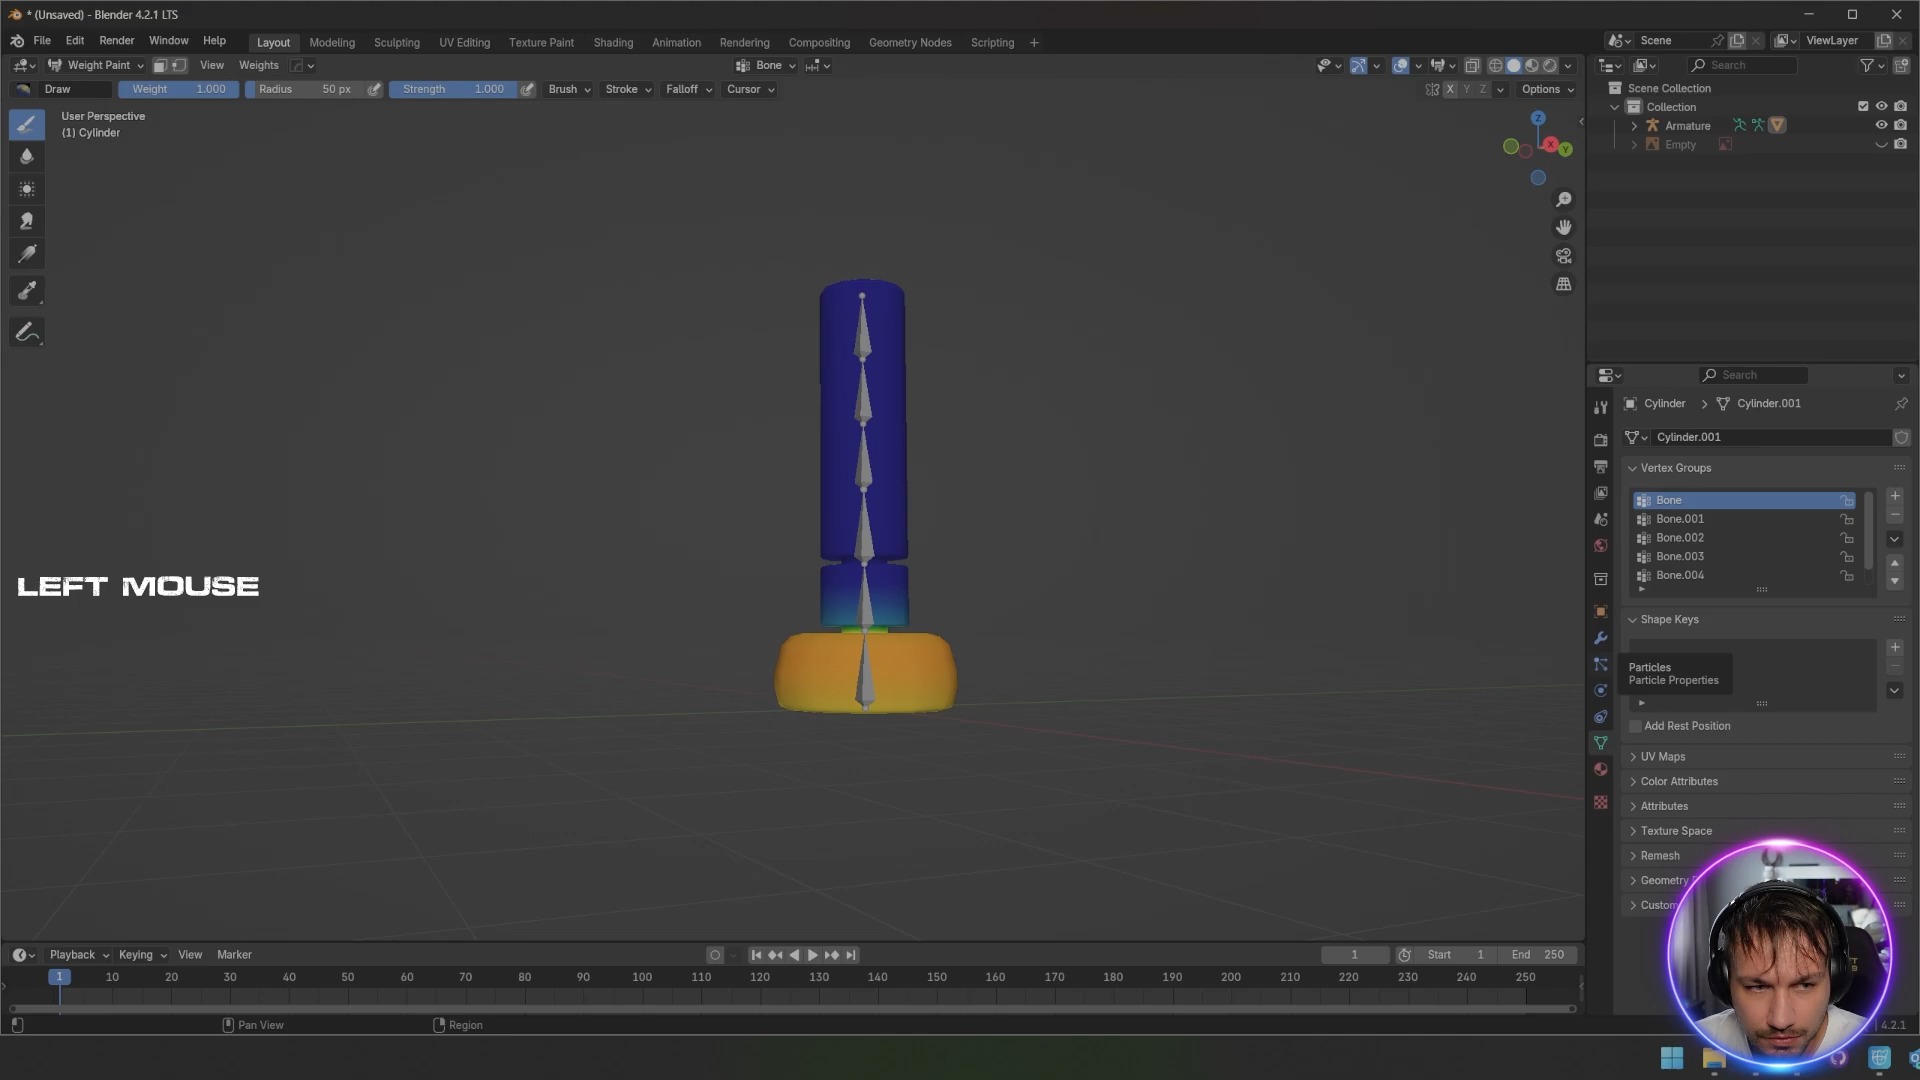 * (Unsaved) - Blender 4.2.1 LTS
File Edit Render Window Help Layout Modeling Sculpting UV Editing Texture Paint Shading Animation Rendering Compositing Geometry Nodes Scripting + Scene ViewLayer
Weight Paint View Weights Bone Search
Draw Weight 1.000 Radius 50 px Strength 1.000 Brush Stroke Falloff Cursor X Y Z Options
User Perspective
(1) Cylinder
Z
X
Y
Scene Collection
Collection
Armature
Empty
Search
Cylinder > Cylinder.001
Cylinder.001
Vertex Groups
Bone
Bone.001
Bone.002
Bone.003
Bone.004
LEFT MOUSE
Shape Keys
Particles
Particle Properties
Add Rest Position
UV Maps
Color Attributes
Attributes
Texture Space
Remesh
Geometry
Custom
Playback Keying View Marker 1 Start 1 End 250
1 10 20 30 40 50 60 70 80 90 100 110 120 130 140 150 160 170 180 190 200 210 220 230 240 250
Pan View Region 4.2.1